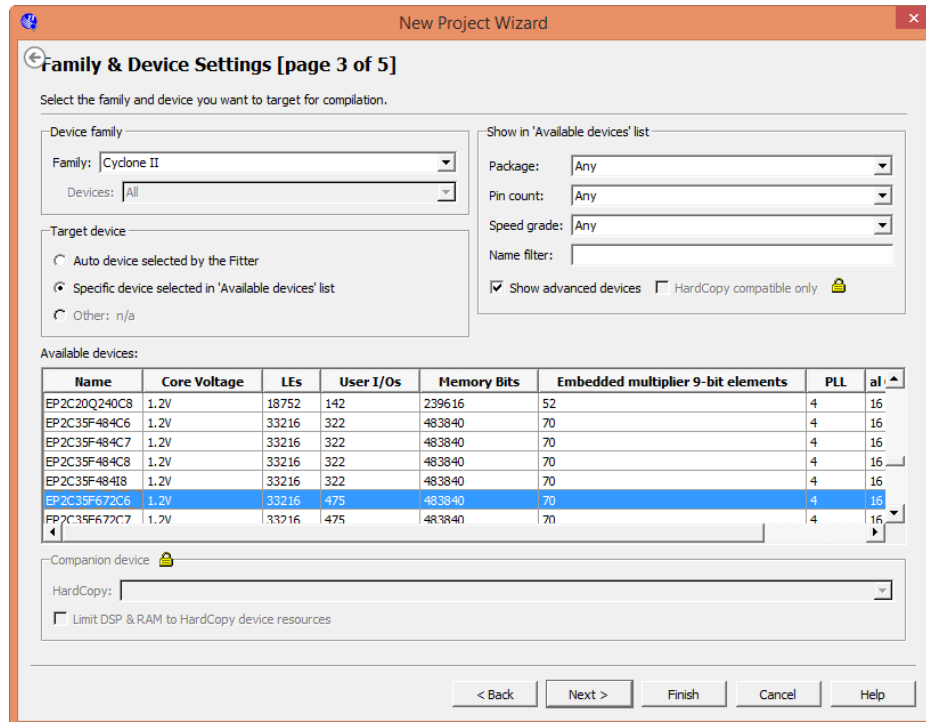 New Project Wizard
Family & Device Settings [page 3 of 5]
Select the family and device you want to target for compilation.
Device family
Family: Cyclone II
Devices: All
Show in 'Available devices' list
Package: Any
Pin count: Any
Speed grade: Any
Name filter:
Show advanced devices HardCopy compatible only
Target device
Auto device selected by the Fitter
Specific device selected in 'Available devices' list
Other: n/a
Available devices:
Name Core Voltage LEs User I/Os Memory Bits Embedded multiplier 9-bit elements PLL al
EP2C20Q240C8 1.2V 18752 142 239616 52 4 16
EP2C35F484C6 1.2V 33216 322 483840 70 4 16
EP2C35F484C7 1.2V 33216 322 483840 70 4 16
EP2C35F484C8 1.2V 33216 322 483840 70 4 16
EP2C35F484I8 1.2V 33216 322 483840 70 4 16
EP2C35F672C6 1.2V 33216 475 483840 70 4 16
EP2C35F672C7 1.2V 33216 475 483840 70 4 16
Companion device
HardCopy:
Limit DSP & RAM to HardCopy device resources
< Back Next > Finish Cancel Help